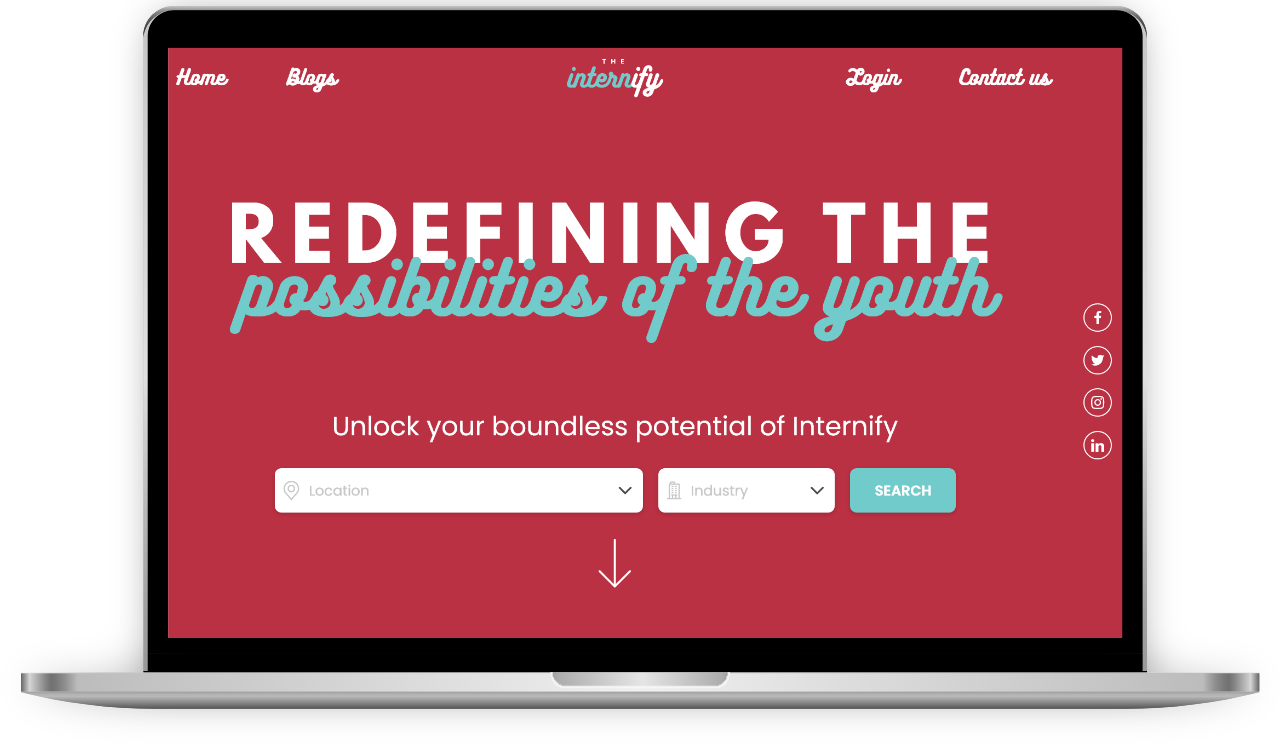 THE
Home Blogs internify Login Contact us
REDEFINING THE
possibilities of the youth
Unlock your boundless potential of Internify
Location Industry SEARCH